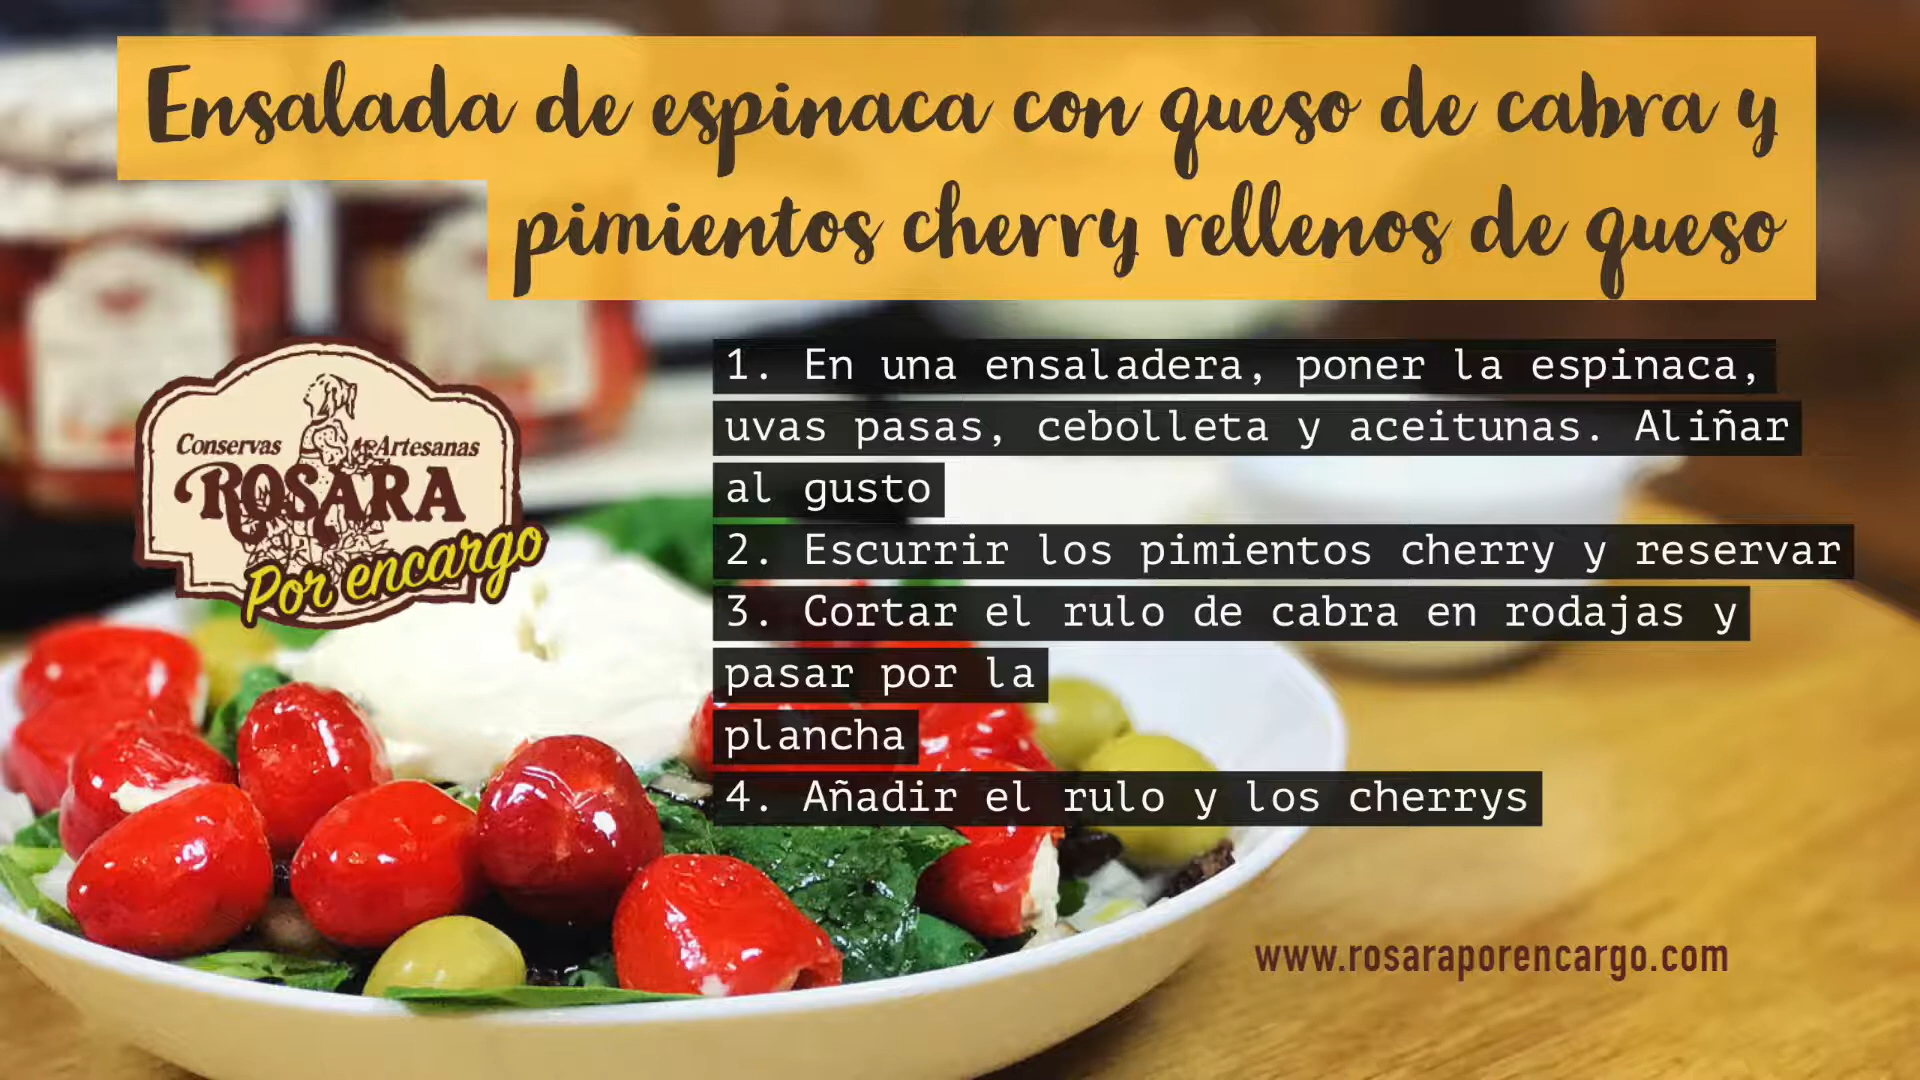 Ensalada de espinaca con queso de cabra y
pimientos cherry rellenos de queso
Conservas Artesanas
ROSARA
Por encargo
1. En una ensaladera, poner la espinaca,
uvas pasas, cebolleta y aceitunas. Aliñar
al gusto
2. Escurrir los pimientos cherry y reservar
3. Cortar el rulo de cabra en rodajas y
pasar por la
plancha
4. Añadir el rulo y los cherrys
www.rosaraporencargo.com